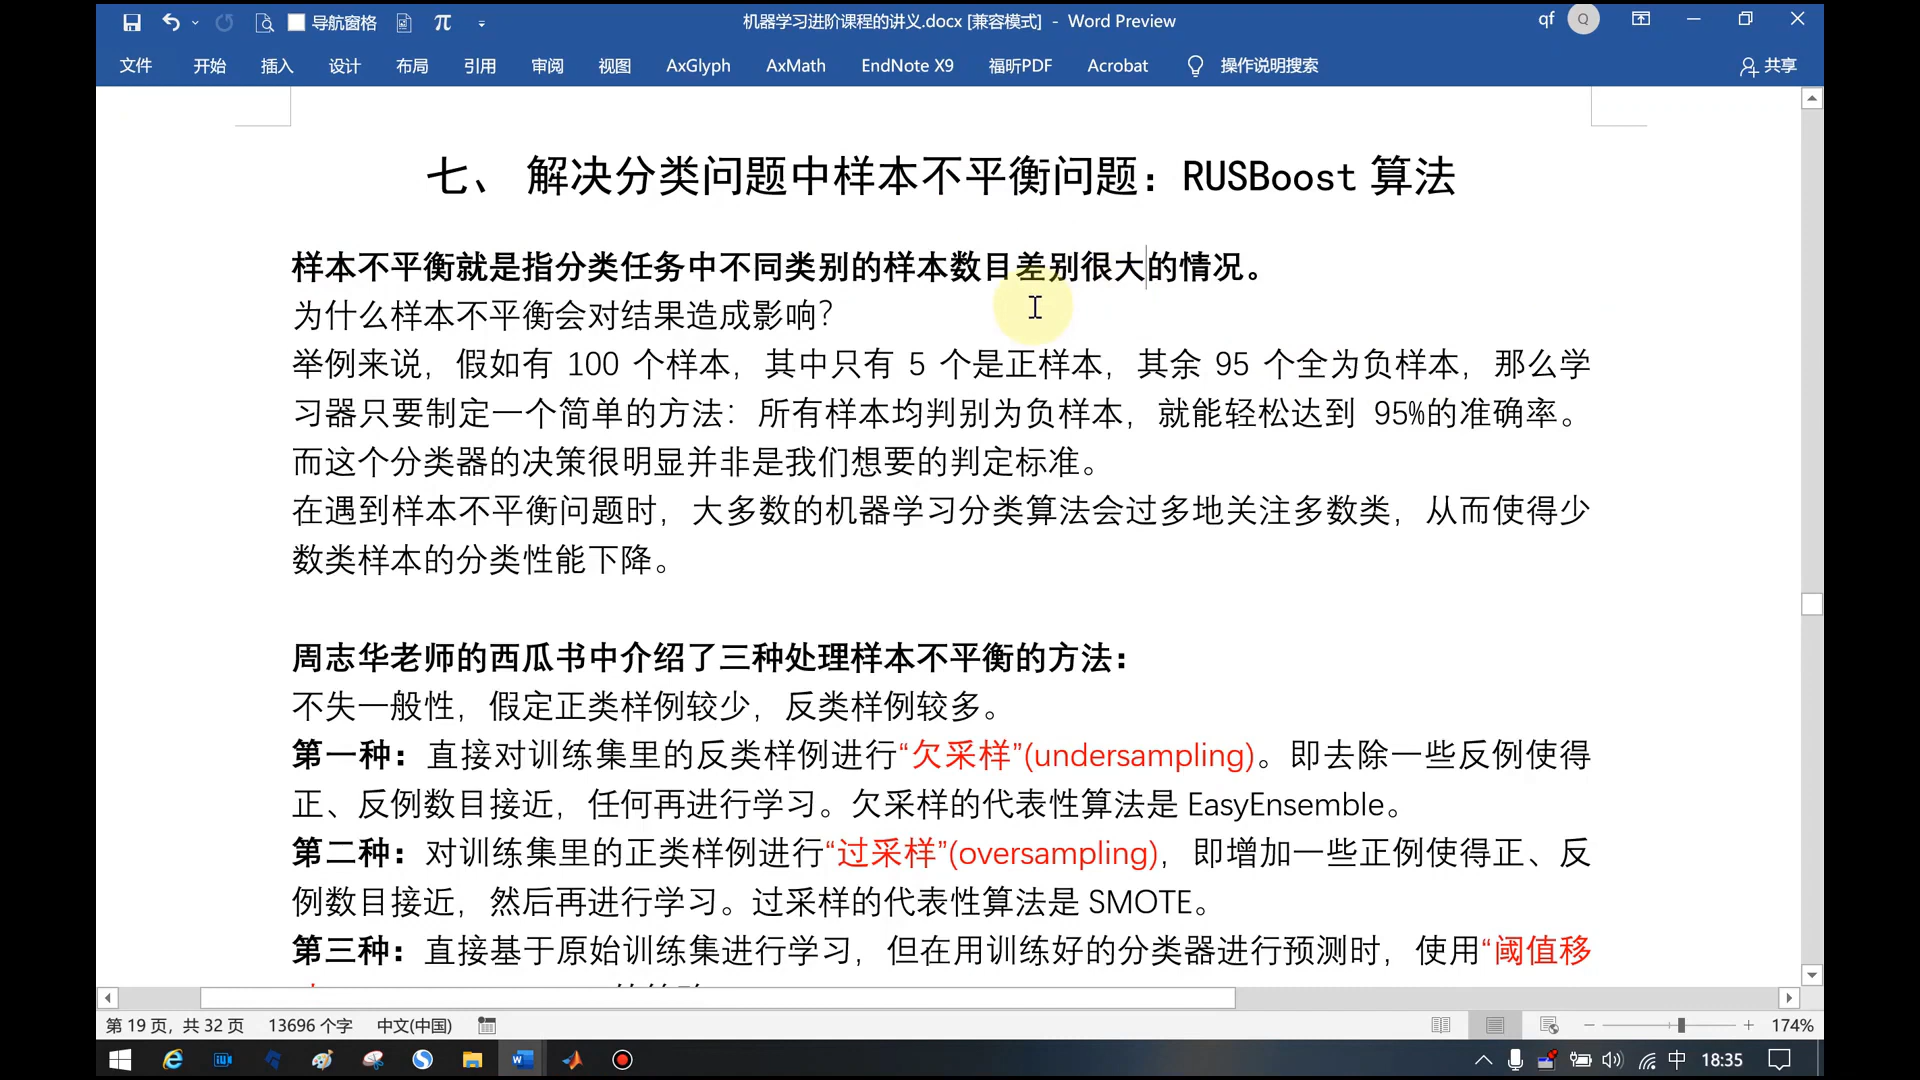 导航窗格
机器学习进阶课程的讲义.docx [兼容模式] - Word Preview
qf
Q
文件 开始 插入 设计 布局 引用 审阅 视图 AxGlyph AxMath EndNote X9 福昕PDF Acrobat 操作说明搜索 共享
七、 解决分类问题中样本不平衡问题：RUSBoost 算法
样本不平衡就是指分类任务中不同类别的样本数目差别很大的情况。
为什么样本不平衡会对结果造成影响？
举例来说，假如有 100 个样本，其中只有 5 个是正样本，其余 95 个全为负样本，那么学
习器只要制定一个简单的方法：所有样本均判别为负样本，就能轻松达到 95%的准确率。
而这个分类器的决策很明显并非是我们想要的判定标准。
在遇到样本不平衡问题时，大多数的机器学习分类算法会过多地关注多数类，从而使得少
数类样本的分类性能下降。
周志华老师的西瓜书中介绍了三种处理样本不平衡的方法：
不失一般性，假定正类样例较少，反类样例较多。
第一种：直接对训练集里的反类样例进行“欠采样”(undersampling)。即去除一些反例使得
正、反例数目接近，任何再进行学习。欠采样的代表性算法是 EasyEnsemble。
第二种：对训练集里的正类样例进行“过采样”(oversampling)，即增加一些正例使得正、反
例数目接近，然后再进行学习。过采样的代表性算法是 SMOTE。
第三种：直接基于原始训练集进行学习，但在用训练好的分类器进行预测时，使用“阈值移
第 19 页，共 32 页 13696 个字 中文(中国) 174%
中 18:35